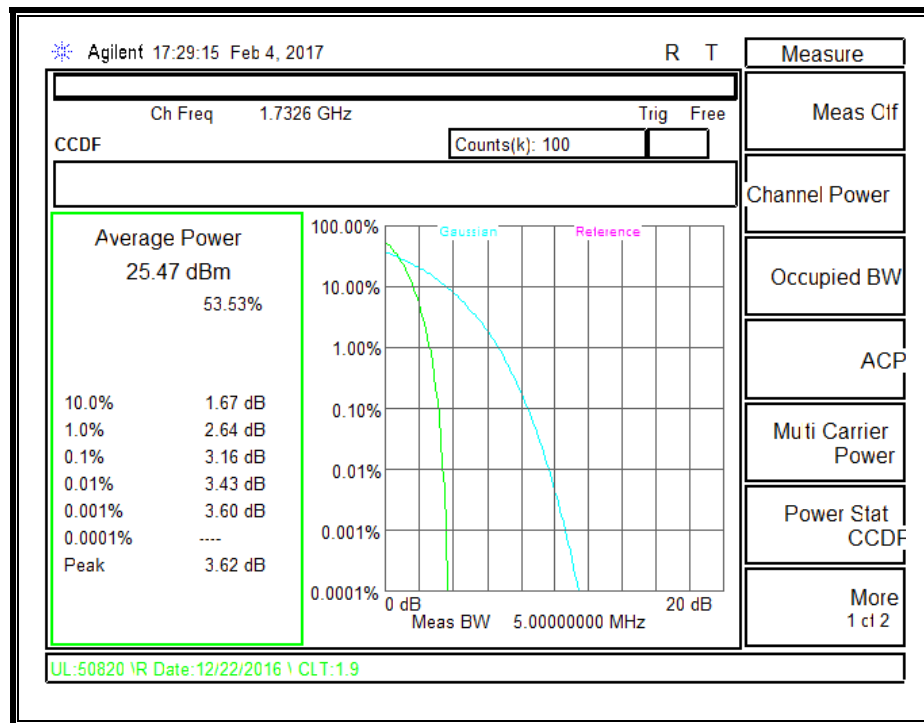 Agilent 17:29:15 Feb 4, 2017 R T
Ch Freq 1.7326 GHz Trig Free
CCDF Counts(k): 100
Average Power
25.47 dBm
53.53%
10.0% 1.67 dB
1.0% 2.64 dB
0.1% 3.16 dB
0.01% 3.43 dB
0.001% 3.60 dB
0.0001% ----
Peak 3.62 dB
Gaussian Reference
100.00%
10.00%
1.00%
0.10%
0.01%
0.001%
0.0001%
0 dB 20 dB
Meas BW 5.00000000 MHz
Measure
Meas Off
Channel Power
Occupied BW
ACP
Multi Carrier
Power
Power Stat
CCDF
More
1 of 2
UL:50820 \R Date:12/22/2016 \ CLT:1.9